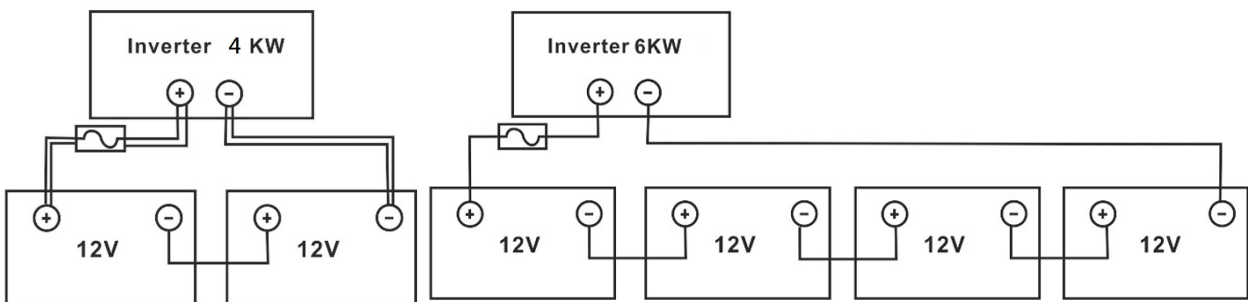 Inverter 4 KW
Inverter 6KW
+ −
+ −
+ − + −
+ − + − + − + −
12V 12V
12V 12V 12V 12V